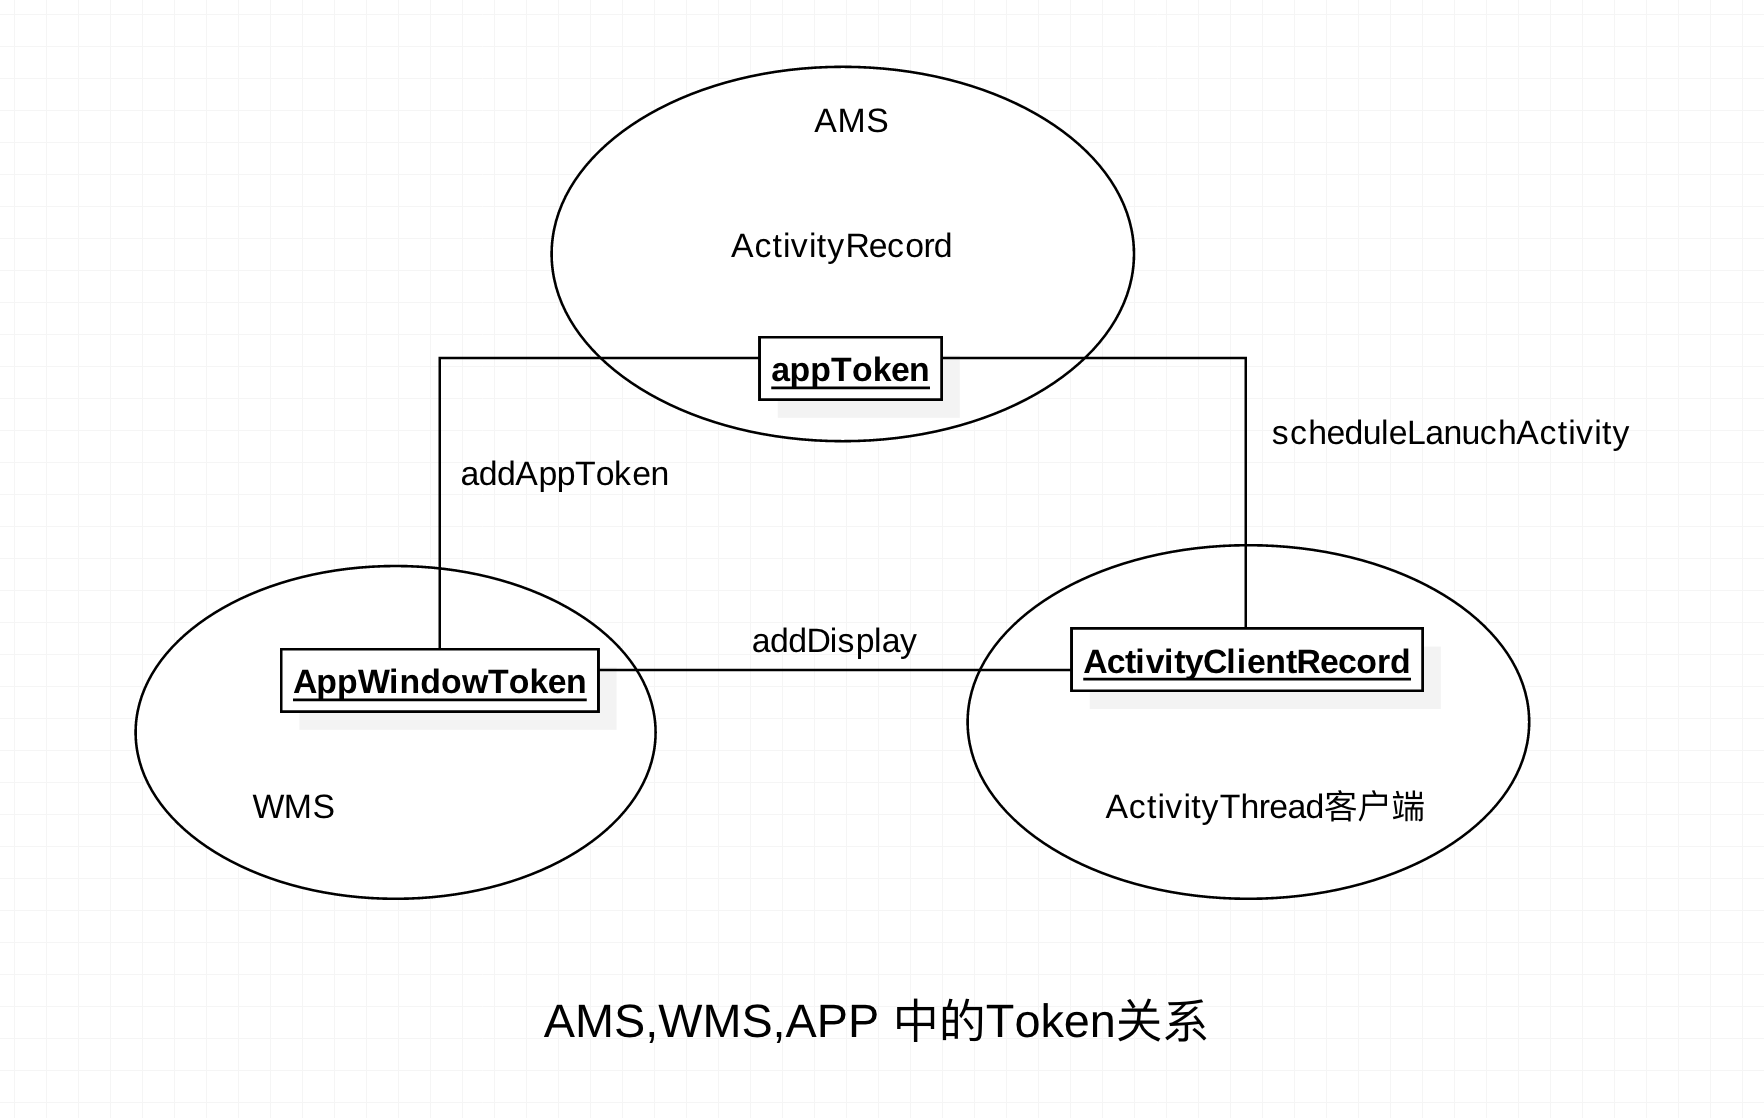 AMS
ActivityRecord
appToken
scheduleLanuchActivity
addAppToken
addDisplay
ActivityClientRecord
AppWindowToken
WMS
ActivityThread客户端
AMS,WMS,APP 中的Token关系